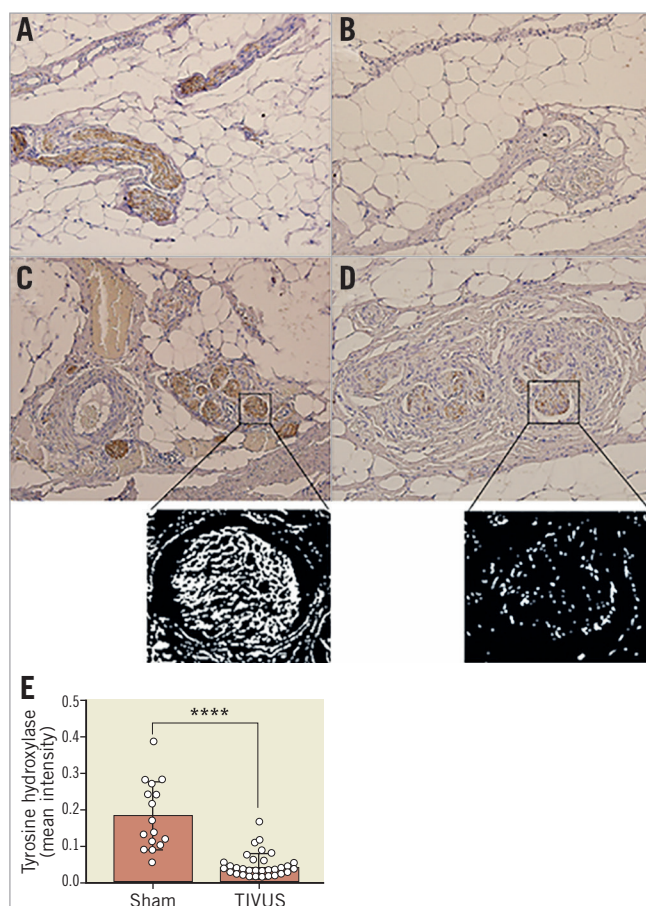 A
B
C
D
E
Tyrosine hydroxylase
(mean intensity)
0.5
0.4
0.3
0.2
0.1
0.0
****
Sham
TIVUS